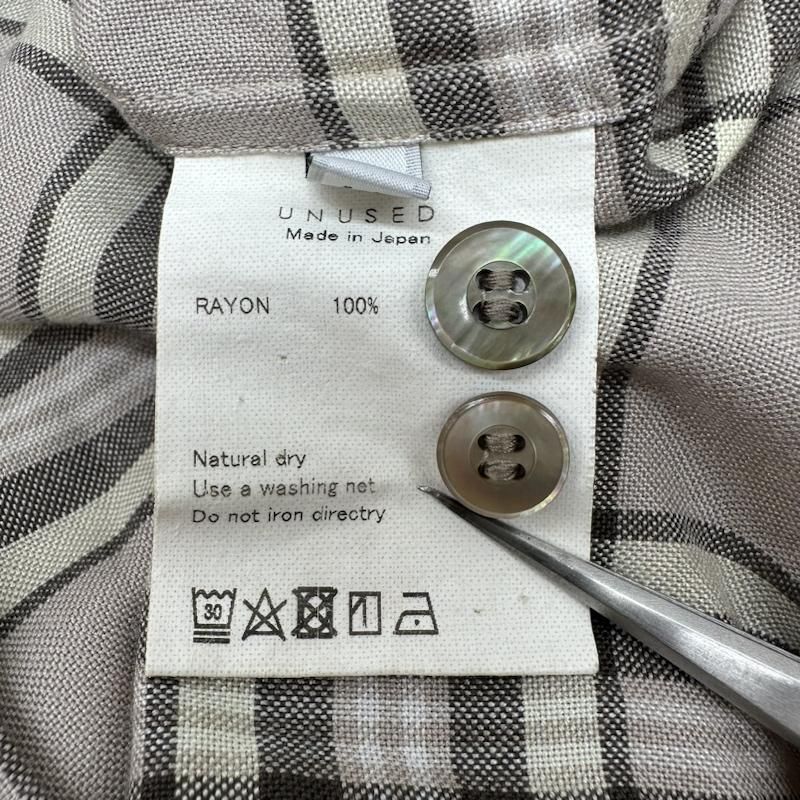 UNUSED
Made in Japan
RAYON 100%
Natural dry
Use a washing net
Do not iron directry
30